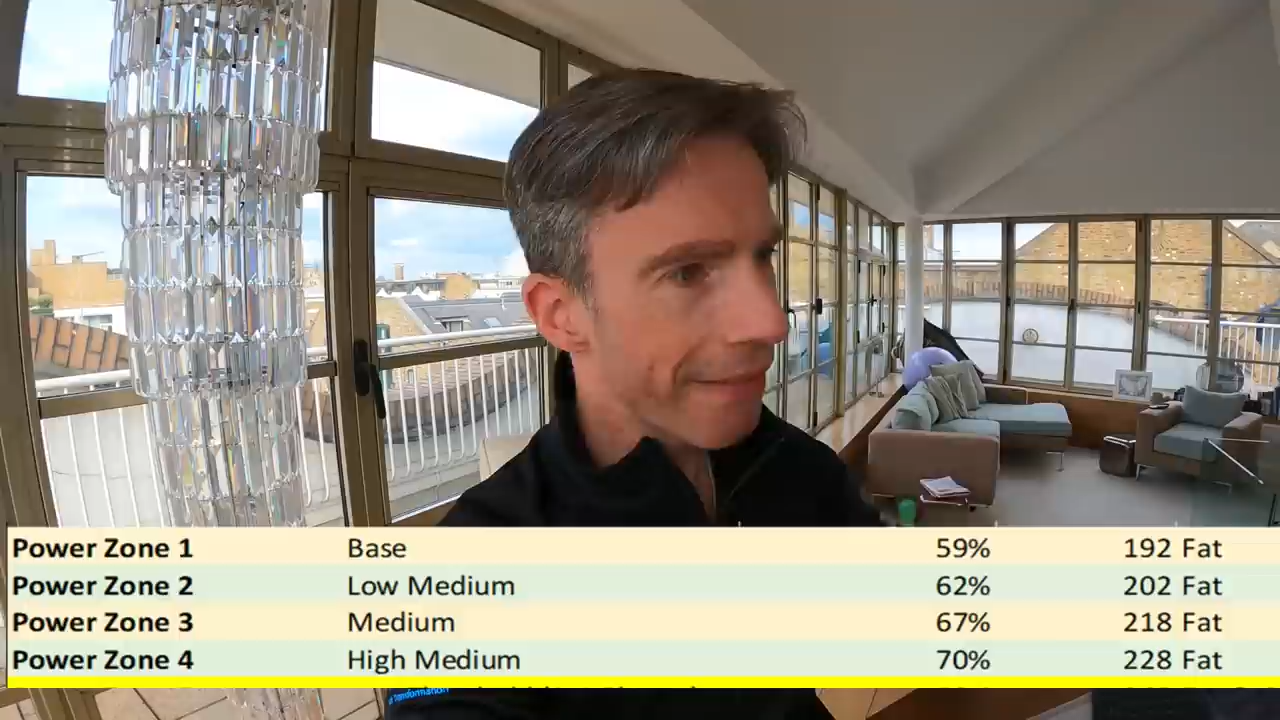 Power Zone 1 Base 59% 192 Fat
Power Zone 2 Low Medium 62% 202 Fat
Power Zone 3 Medium 67% 218 Fat
Power Zone 4 High Medium 70% 228 Fat
Transformation